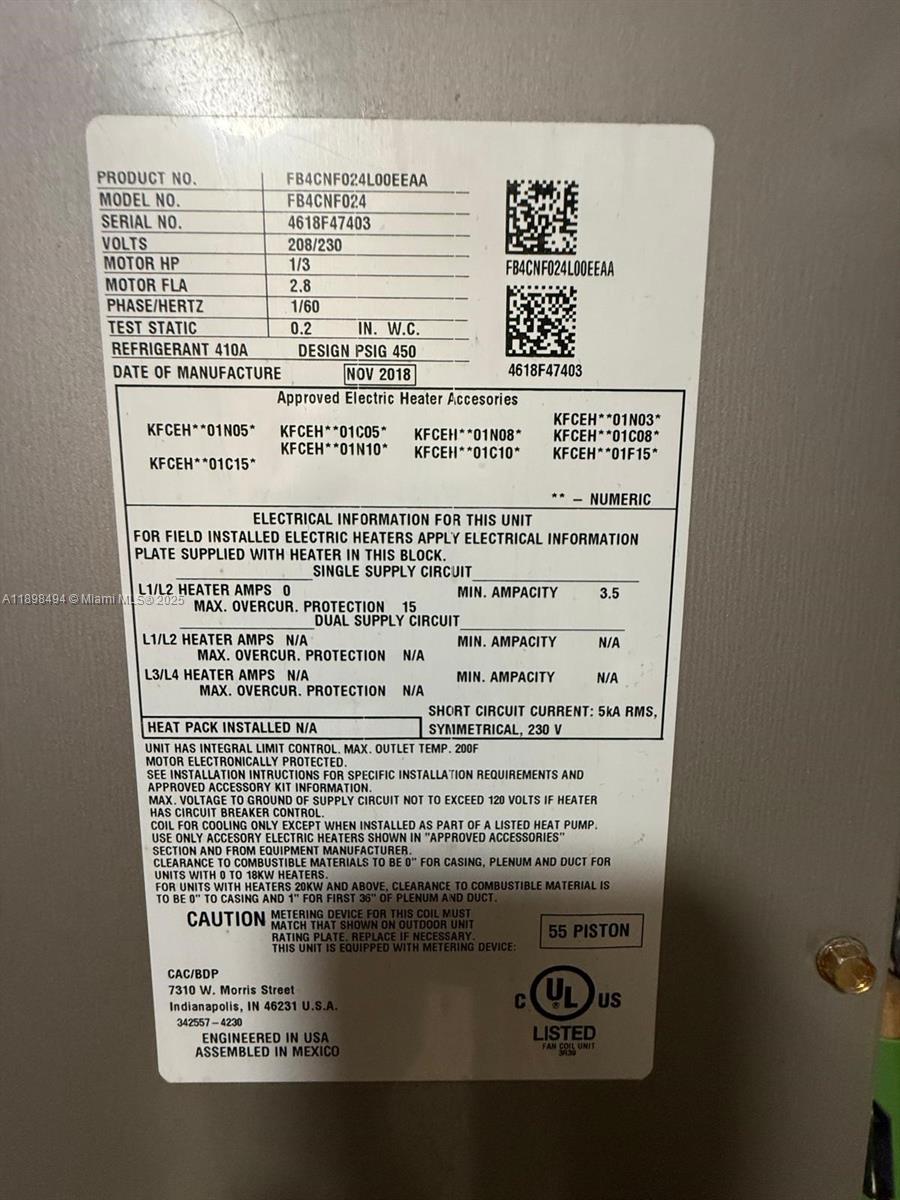 PRODUCT NO. FB4CNF024L00EEAA
MODEL NO. FB4CNF024
SERIAL NO. 4618F47403
VOLTS 208/230
MOTOR HP 1/3
MOTOR FLA 2.8
PHASE/HERTZ 1/60
TEST STATIC 0.2 IN. W.C.
REFRIGERANT 410A DESIGN PSIG 450
DATE OF MANUFACTURE NOV 2018
FB4CNF024L00EEAA
4618F47403
Approved Electric Heater Accesories
KFCEH**01N03*
KFCEH**01N05* KFCEH**01C05* KFCEH**01N08* KFCEH**01C08*
KFCEH**01N10* KFCEH**01C10* KFCEH**01F15*
KFCEH**01C15*
** – NUMERIC
ELECTRICAL INFORMATION FOR THIS UNIT
FOR FIELD INSTALLED ELECTRIC HEATERS APPLY ELECTRICAL INFORMATION
PLATE SUPPLIED WITH HEATER IN THIS BLOCK.
SINGLE SUPPLY CIRCUIT
L1/L2 HEATER AMPS 0 MIN. AMPACITY 3.5
MAX. OVERCUR. PROTECTION 15
DUAL SUPPLY CIRCUIT
L1/L2 HEATER AMPS N/A MIN. AMPACITY N/A
MAX. OVERCUR. PROTECTION N/A
L3/L4 HEATER AMPS N/A MIN. AMPACITY N/A
MAX. OVERCUR. PROTECTION N/A
SHORT CIRCUIT CURRENT: 5kA RMS,
HEAT PACK INSTALLED N/A SYMMETRICAL, 230 V
UNIT HAS INTEGRAL LIMIT CONTROL. MAX. OUTLET TEMP. 200F
MOTOR ELECTRONICALLY PROTECTED.
SEE INSTALLATION INTRUCTIONS FOR SPECIFIC INSTALLATION REQUIREMENTS AND
APPROVED ACCESSORY KIT INFORMATION.
MAX. VOLTAGE TO GROUND OF SUPPLY CIRCUIT NOT TO EXCEED 120 VOLTS IF HEATER
HAS CIRCUIT BREAKER CONTROL.
COIL FOR COOLING ONLY EXCEPT WHEN INSTALLED AS PART OF A LISTED HEAT PUMP.
USE ONLY ACCESORY ELECTRIC HEATERS SHOWN IN "APPROVED ACCESSORIES"
SECTION AND FROM EQUIPMENT MANUFACTURER.
CLEARANCE TO COMBUSTIBLE MATERIALS TO BE 0" FOR CASING, PLENUM AND DUCT FOR
UNITS WITH 0 TO 18KW HEATERS.
FOR UNITS WITH HEATERS 20KW AND ABOVE, CLEARANCE TO COMBUSTIBLE MATERIAL IS
TO BE 0" TO CASING AND 1" FOR FIRST 36" OF PLENUM AND DUCT.
CAUTION METERING DEVICE FOR THIS COIL MUST
MATCH THAT SHOWN ON OUTDOOR UNIT
RATING PLATE. REPLACE IF NECESSARY.
THIS UNIT IS EQUIPPED WITH METERING DEVICE:
55 PISTON
CAC/BDP
7310 W. Morris Street
Indianapolis, IN 46231 U.S.A.
342557-4230
ENGINEERED IN USA
ASSEMBLED IN MEXICO
C UL ® US
LISTED
FAN COIL UNIT
3R39
A11898494 © Miami MLS © 2025